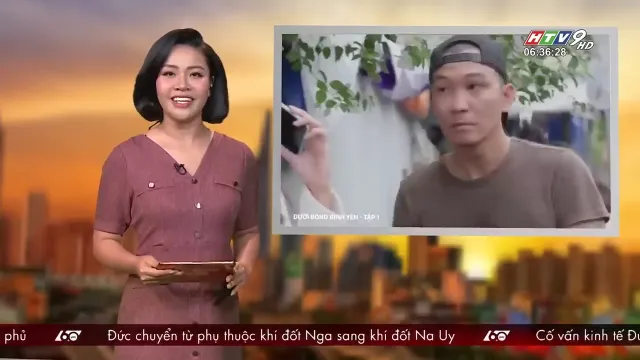 HTV9 HD
06:36:28
DƯỚI BÓNG BÌNH YÊN - TẬP 1
phủ 60 Đức chuyển từ phụ thuộc khí đốt Nga sang khí đốt Na Uy 60 Cố vấn kinh tế Đứ